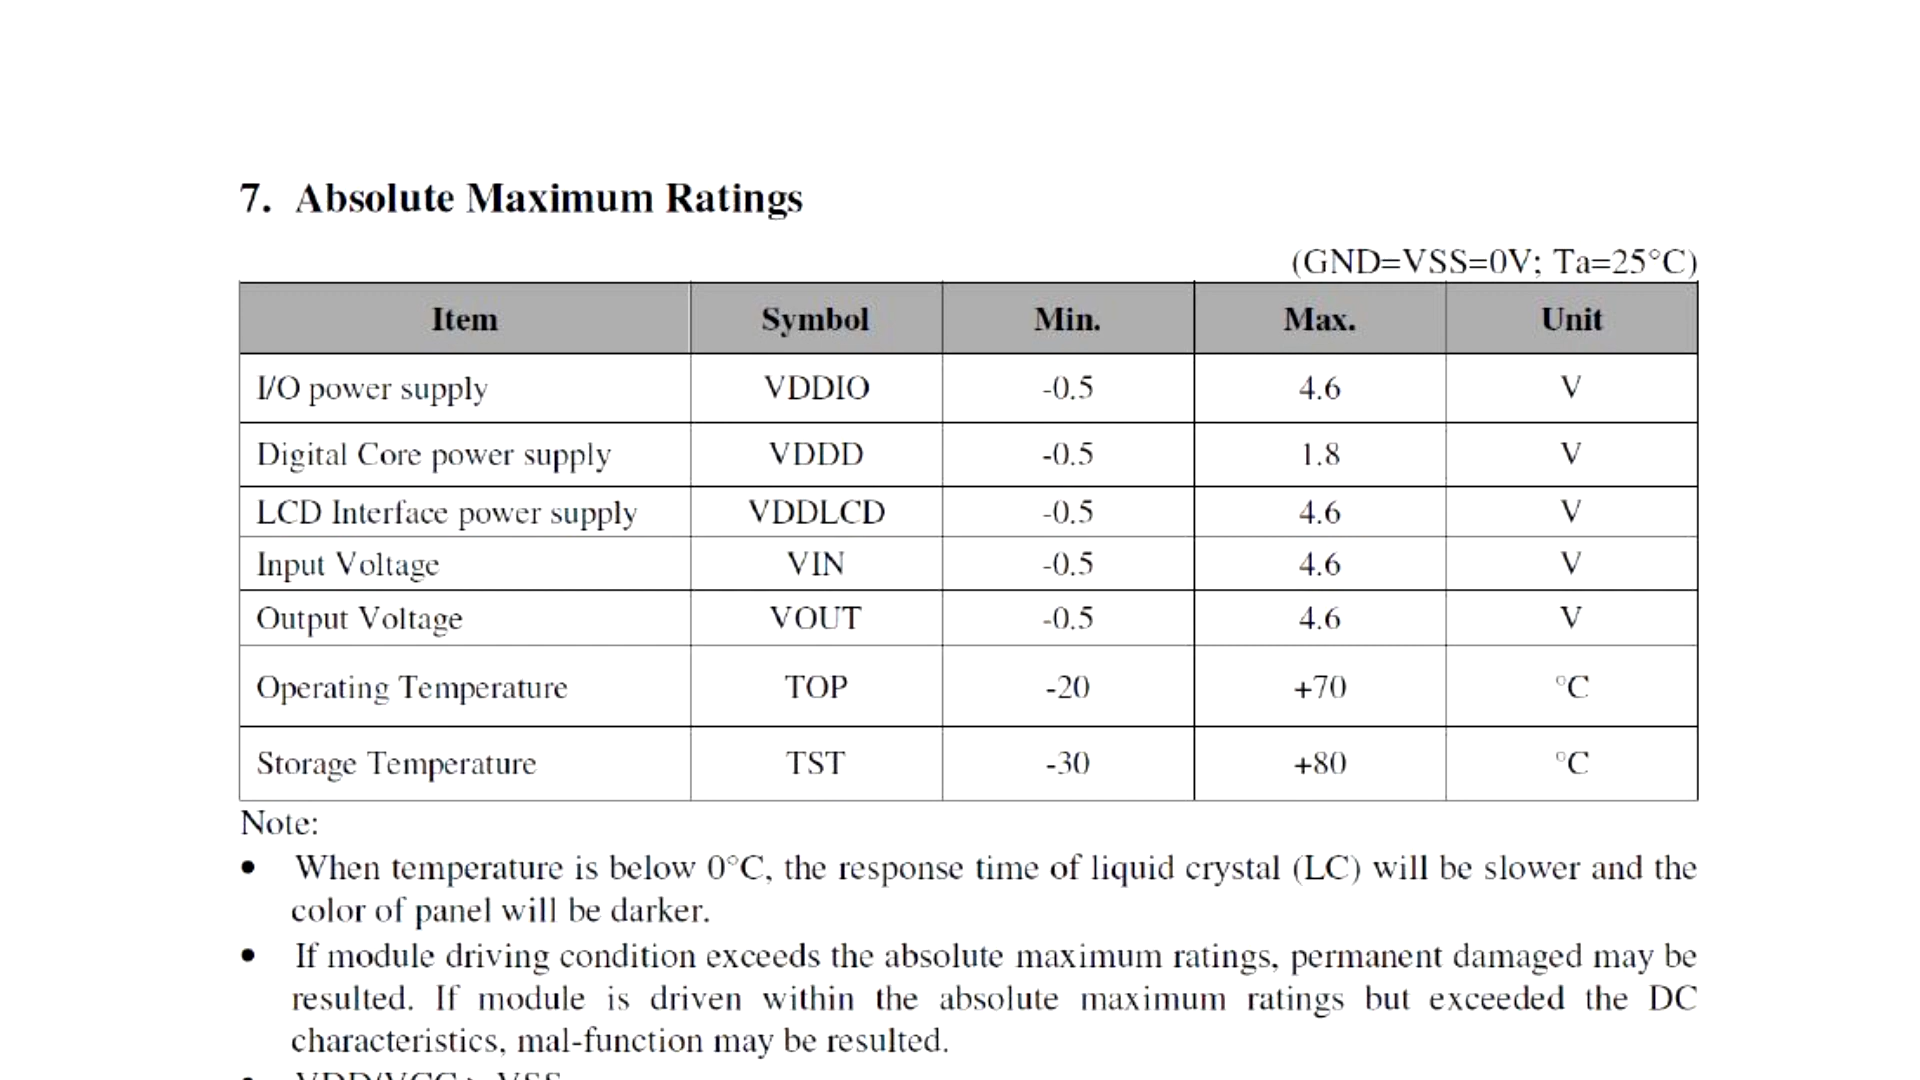 7. Absolute Maximum Ratings
(GND=VSS=0V; Ta=25°C)
Item Symbol Min. Max. Unit
I/O power supply VDDIO -0.5 4.6 V
Digital Core power supply VDDD -0.5 1.8 V
LCD Interface power supply VDDLCD -0.5 4.6 V
Input Voltage VIN -0.5 4.6 V
Output Voltage VOUT -0.5 4.6 V
Operating Temperature TOP -20 +70 °C
Storage Temperature TST -30 +80 °C
Note:
• When temperature is below 0°C, the response time of liquid crystal (LC) will be slower and the
color of panel will be darker.
• If module driving condition exceeds the absolute maximum ratings, permanent damaged may be
resulted. If module is driven within the absolute maximum ratings but exceeded the DC
characteristics, mal-function may be resulted.
• VDD/VCC > VSS